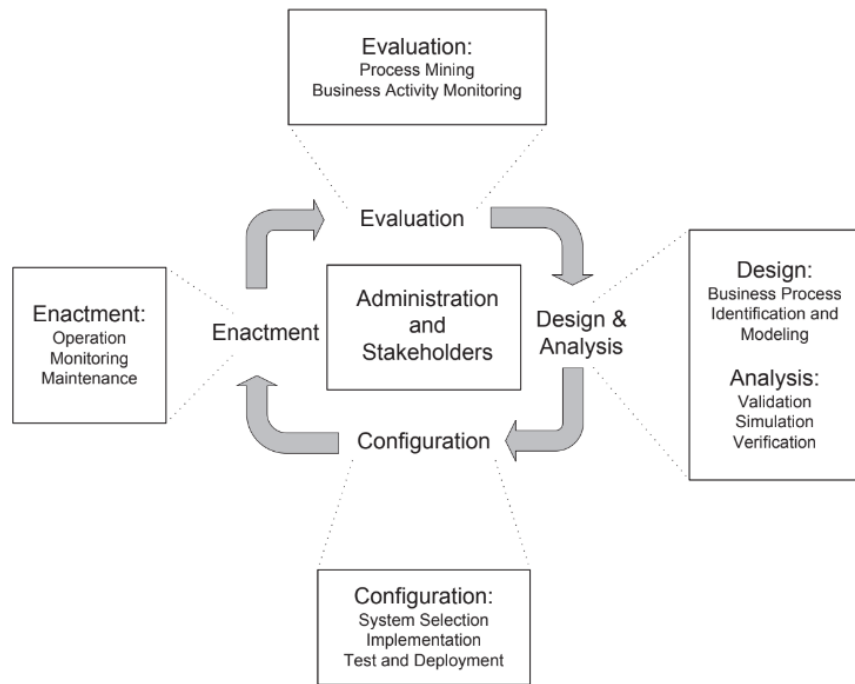 Evaluation:
Process Mining
Business Activity Monitoring
Evaluation
Administration
and
Stakeholders
Design &
Analysis
Enactment
Configuration
Design:
Business Process
Identification and
Modeling
Analysis:
Validation
Simulation
Verification
Enactment:
Operation
Monitoring
Maintenance
Configuration:
System Selection
Implementation
Test and Deployment